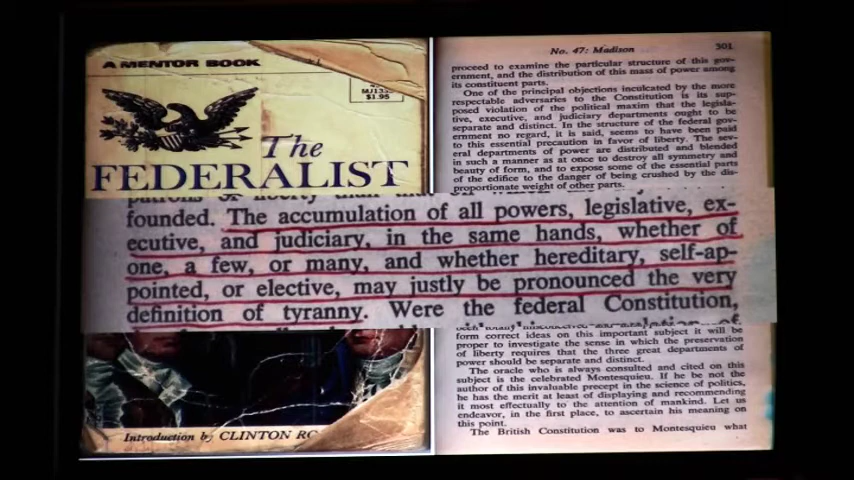 A MENTOR BOOK
$1.95
The
FEDERALIST
Introduction by CLINTON
No. 47: Madison 301
proceed to examine the particular structure of this gov-
ernment, and the distribution of this mass of power among
its constituent parts.
One of the principal objections inculcated by the more
respectable adversaries to the Constitution is its sup-
posed violation of the political maxim that the legisla-
tive, executive, and judiciary departments ought to be
separate and distinct. In the structure of the federal gov-
ernment no regard, it is said, seems to have been paid
to this essential precaution in favor of liberty. The sev-
eral departments of power are distributed and blended
in such a manner as at once to destroy all symmetry and
beauty of form, and to expose some of the essential parts
of the edifice to the danger of being crushed by the dis-
proportionate weight of other parts.
founded. The accumulation of all powers, legislative, ex-
ecutive, and judiciary, in the same hands, whether of
one, a few, or many, and whether hereditary, self-ap-
pointed, or elective, may justly be pronounced the very
definition of tyranny. Were the federal Constitution,
form correct ideas on this important subject it will be
proper to investigate the sense in which the preservation
of liberty requires that the three great departments of
power should be separate and distinct.
The oracle who is always consulted and cited on this
subject is the celebrated Montesquieu. If he be not the
author of this invaluable precept in the science of politics,
he has the merit at least of displaying and recommending
it most effectually to the attention of mankind. Let us
endeavor, in the first place, to ascertain his meaning on
this point.
The British Constitution was to Montesquieu what